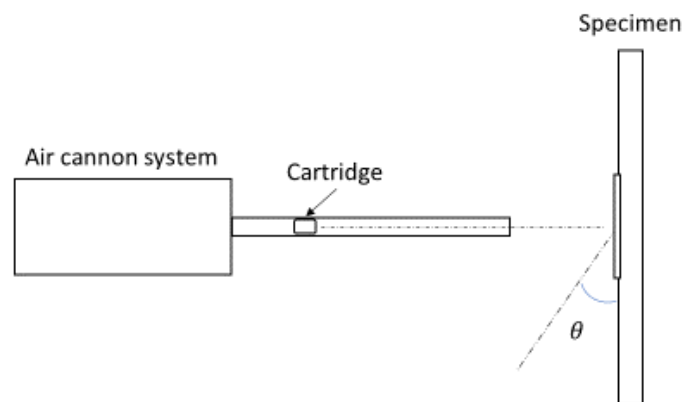 Specimen
Air cannon system
Cartridge
θ